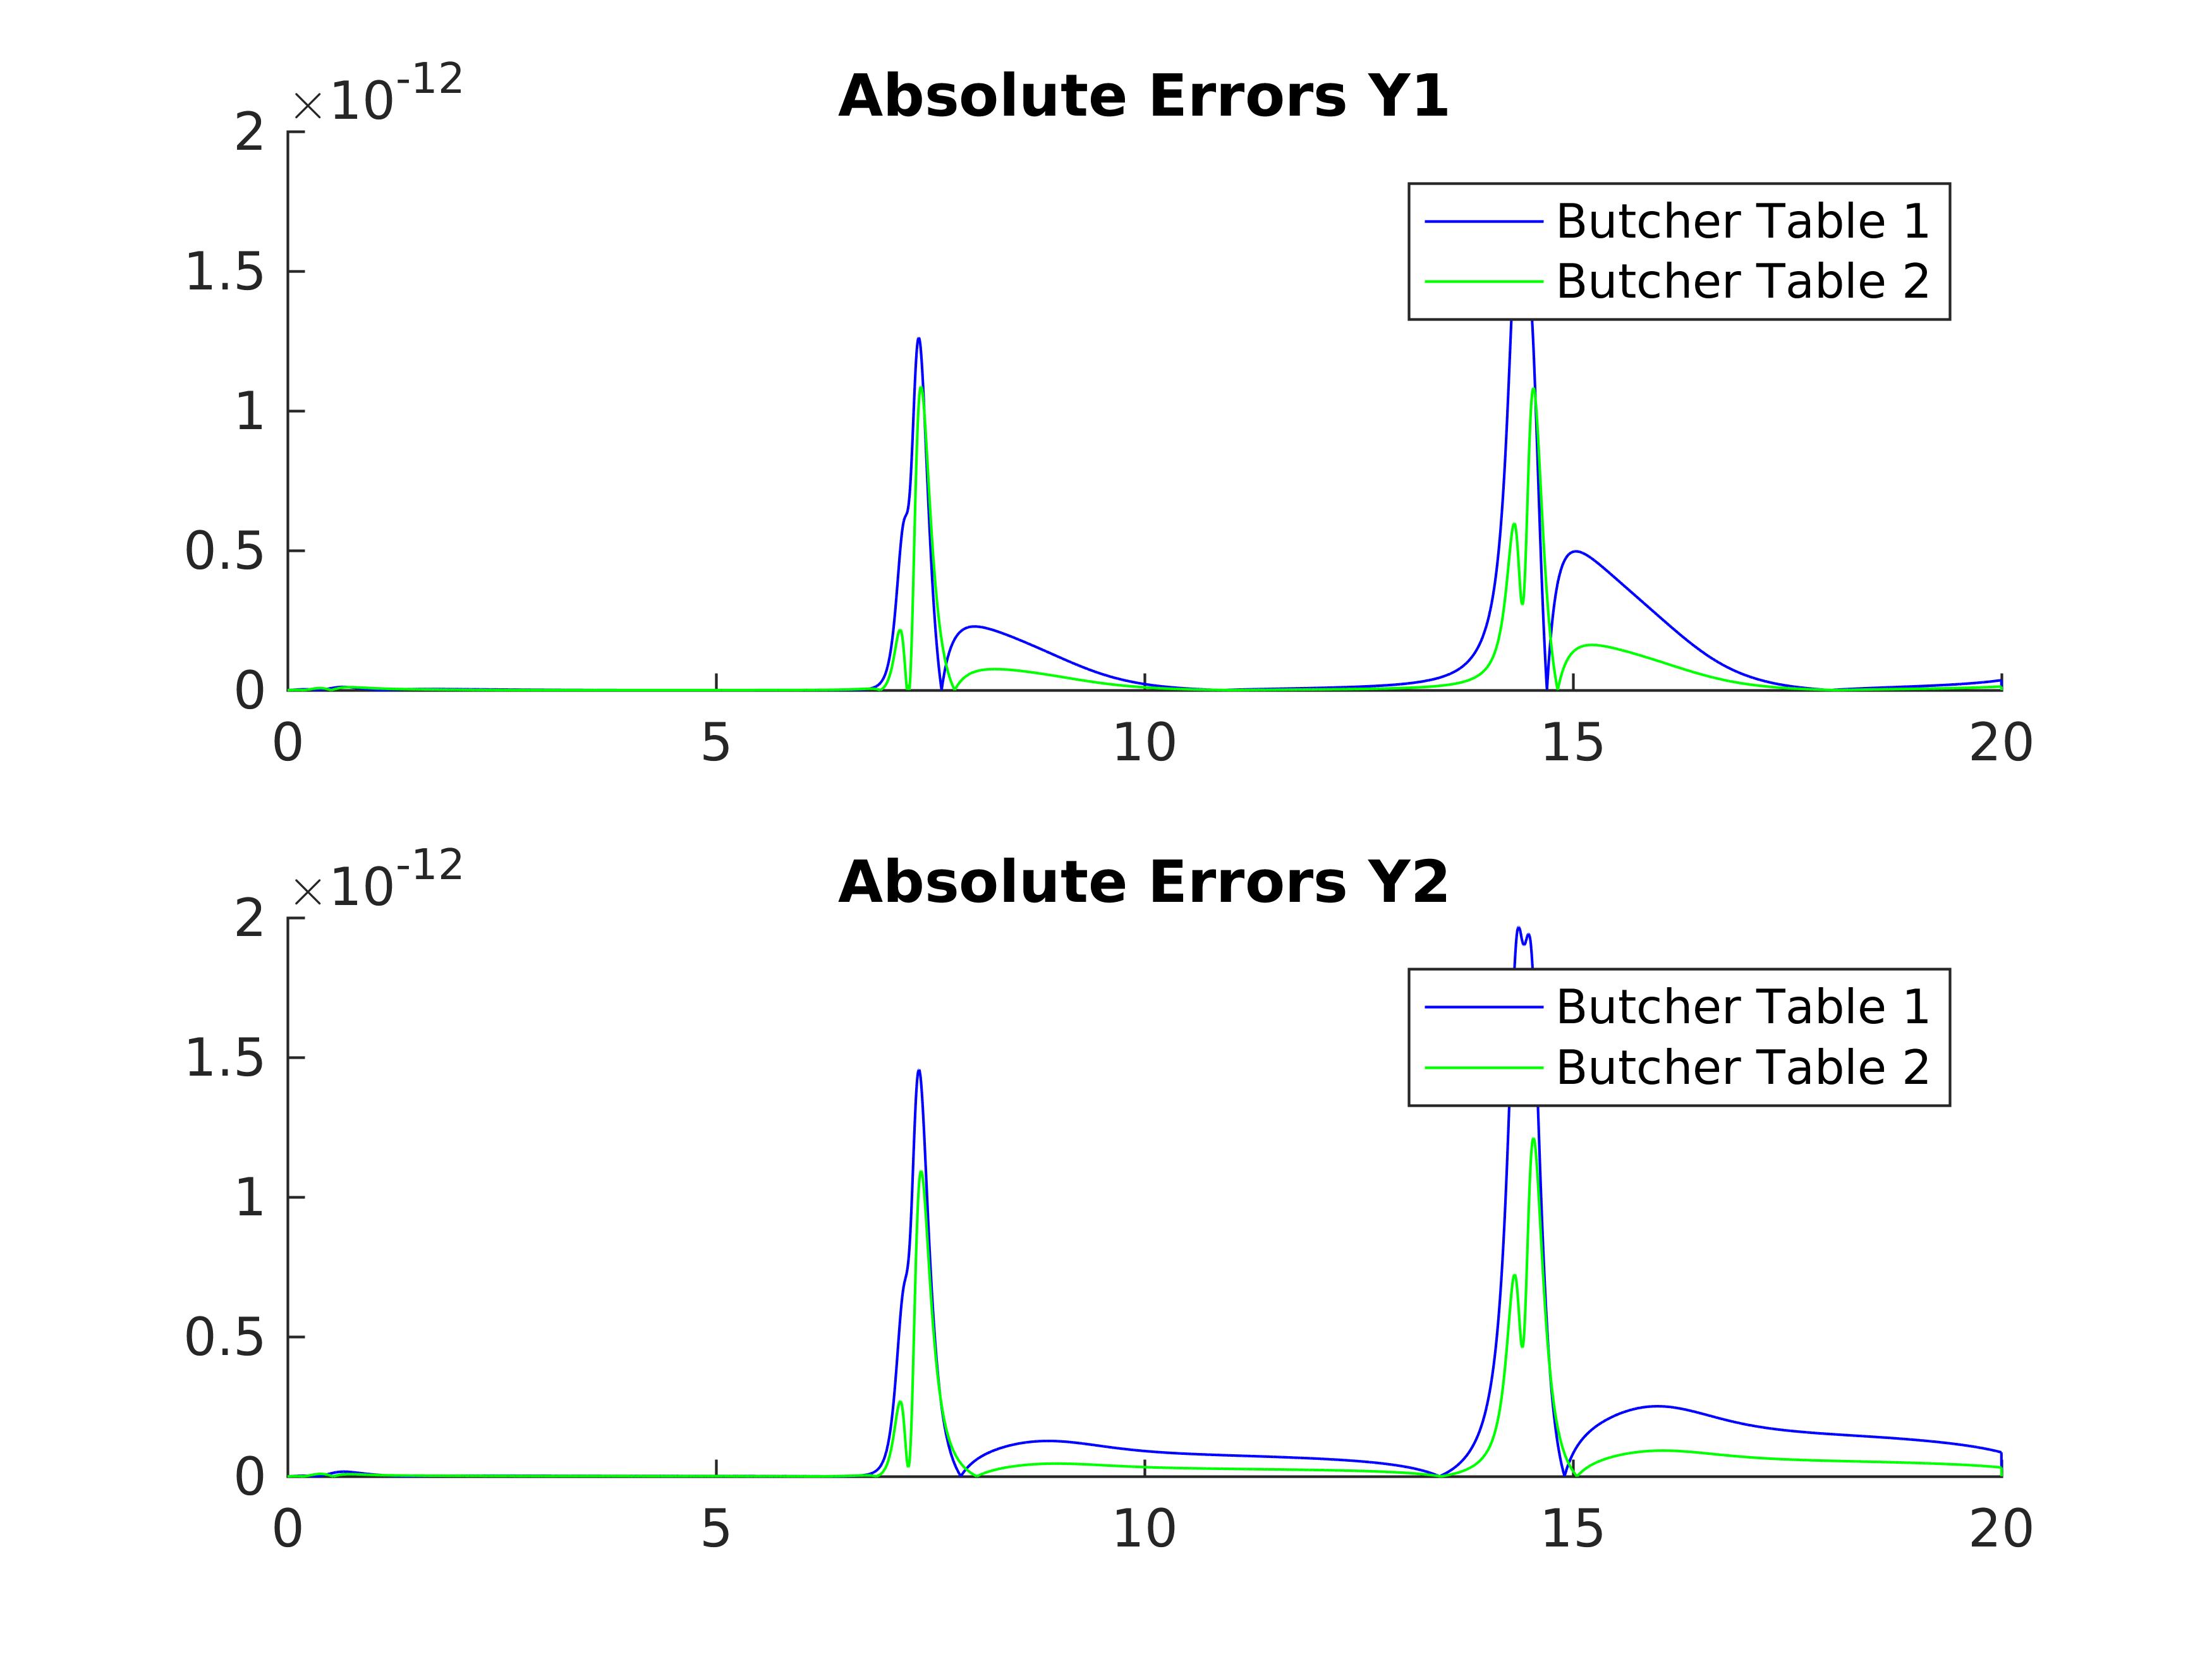 ×10-12
Absolute Errors Y1
2
1.5
1
0.5
0
Butcher Table 1
Butcher Table 2
0 5 10 15 20
×10-12
Absolute Errors Y2
2
1.5
1
0.5
0
Butcher Table 1
Butcher Table 2
0 5 10 15 20